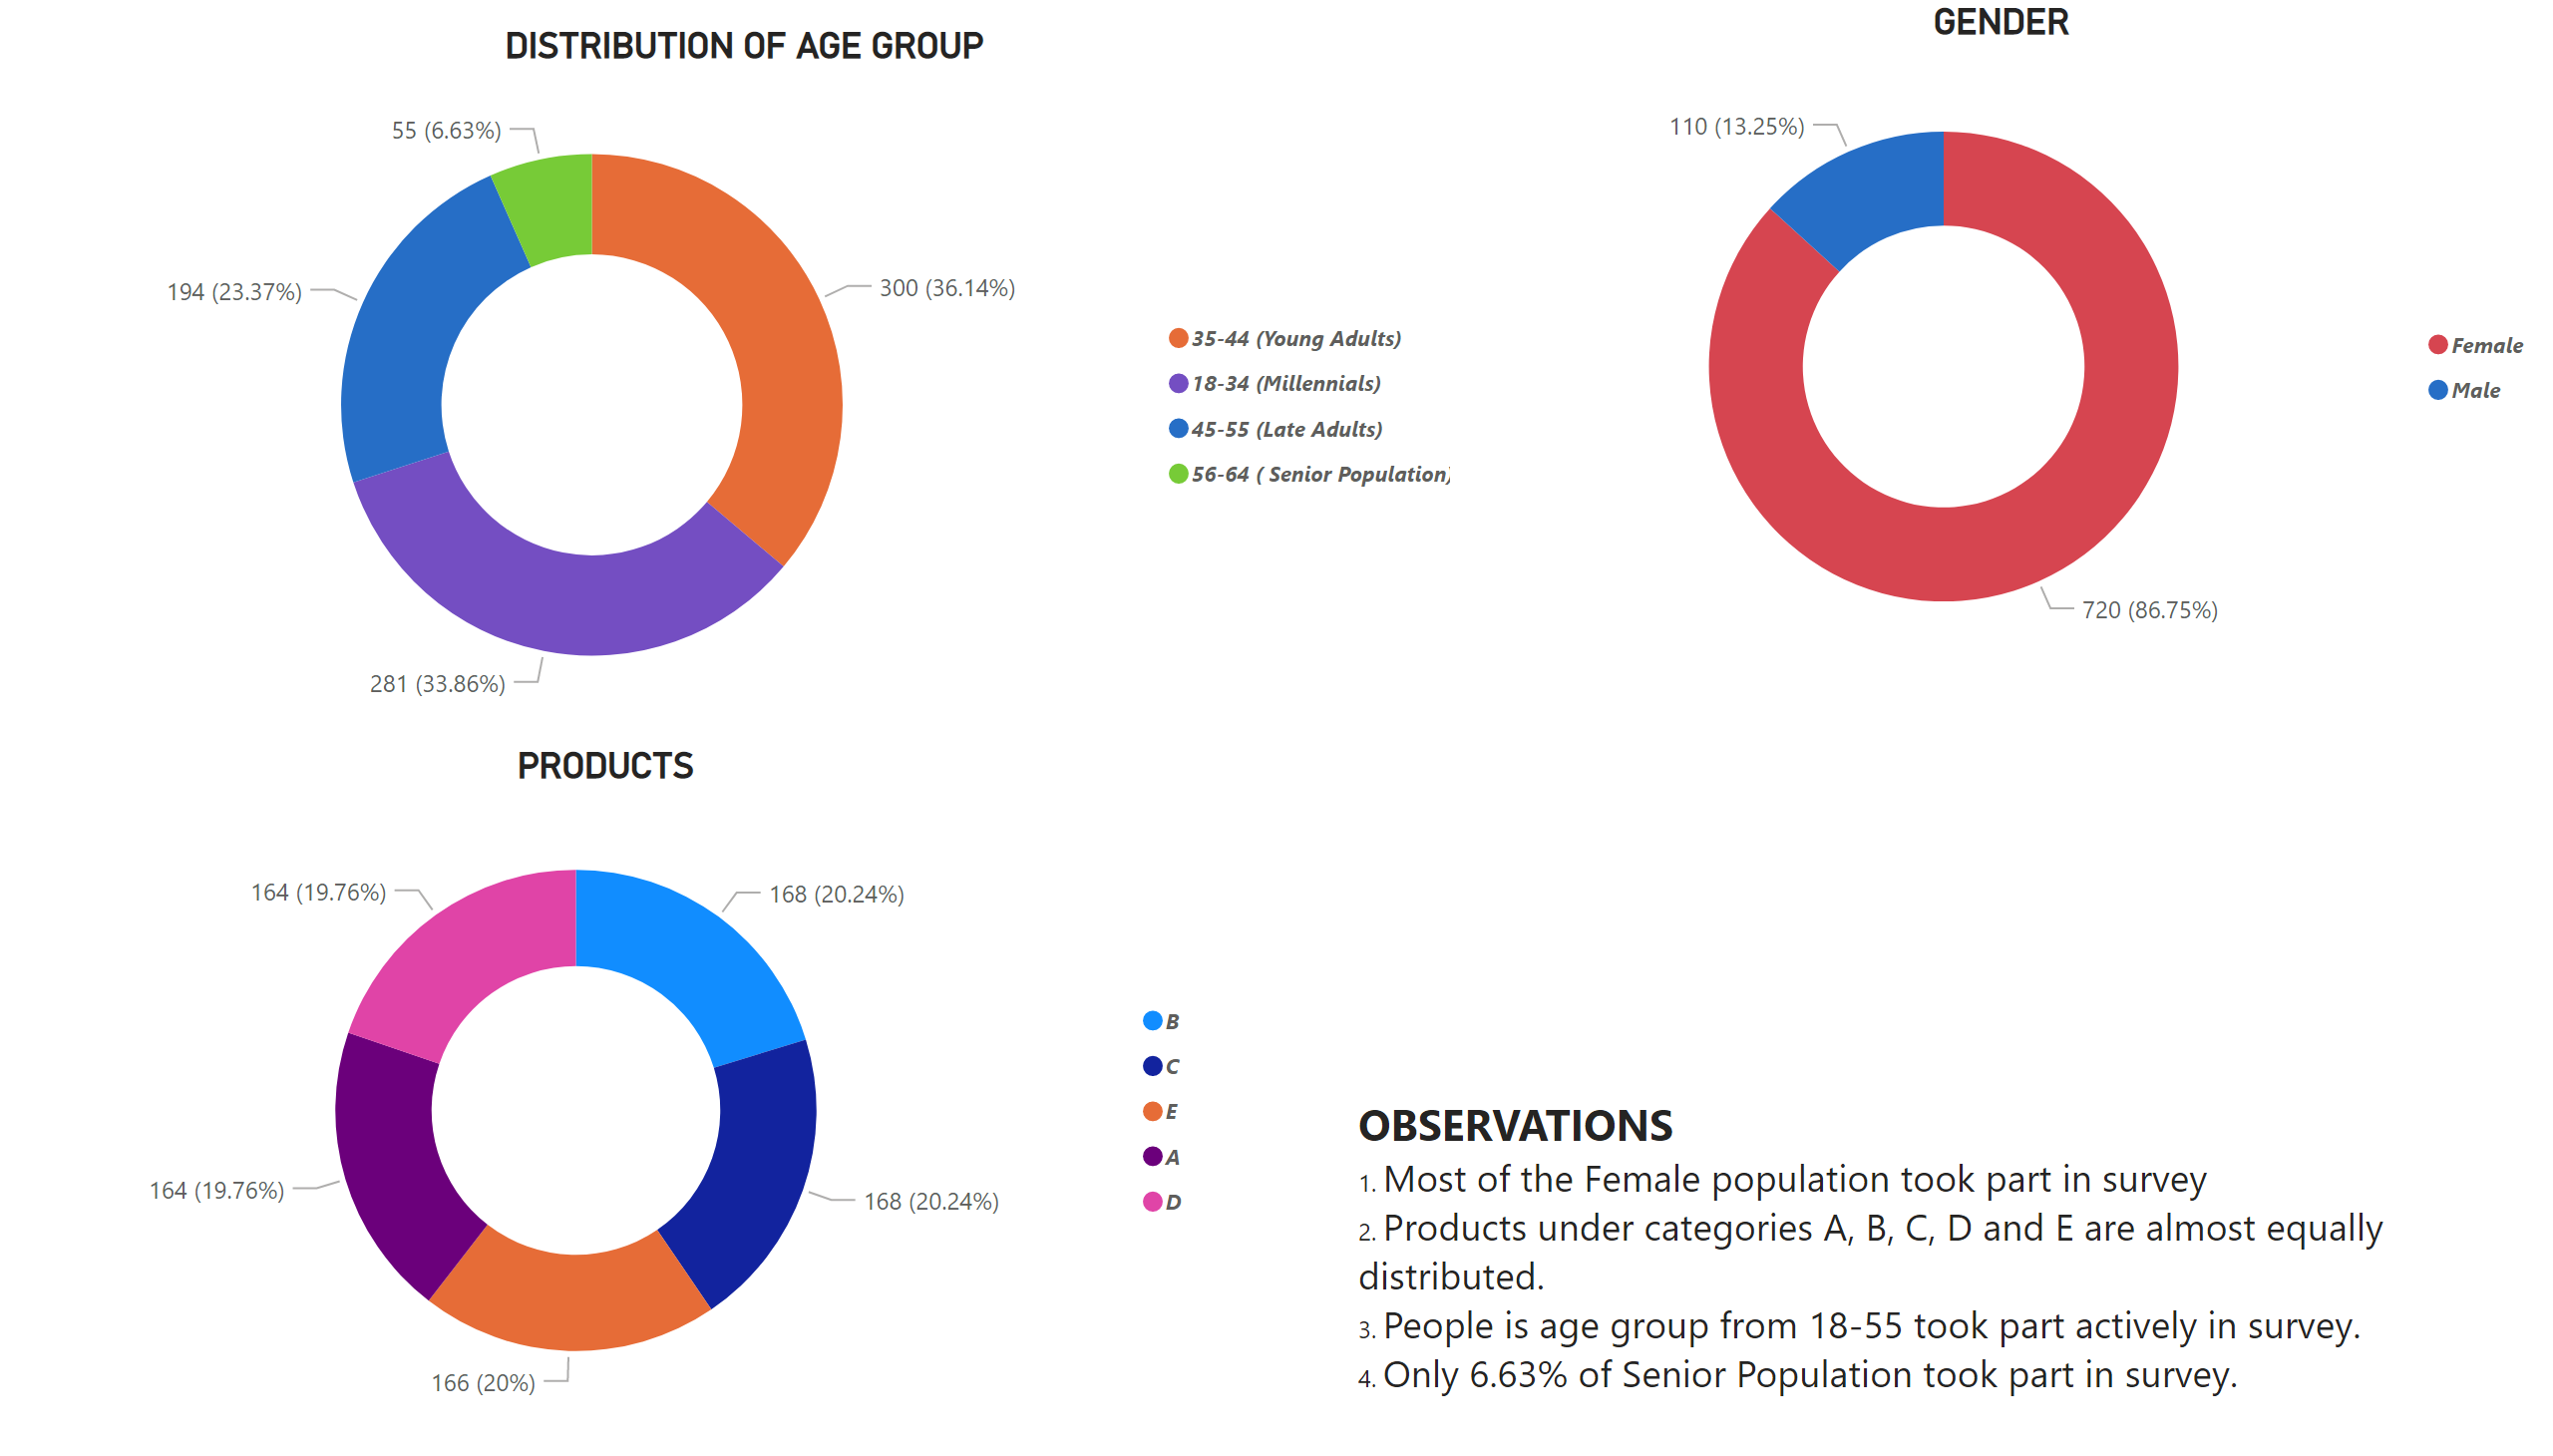 DISTRIBUTION OF AGE GROUP
55 (6.63%)
194 (23.37%)
300 (36.14%)
281 (33.86%)
35-44 (Young Adults)
18-34 (Millennials)
45-55 (Late Adults)
56-64 ( Senior Population)
GENDER
110 (13.25%)
720 (86.75%)
Female
Male
PRODUCTS
164 (19.76%)
168 (20.24%)
164 (19.76%)
168 (20.24%)
166 (20%)
B
C
E
A
D
OBSERVATIONS
1. Most of the Female population took part in survey
2. Products under categories A, B, C, D and E are almost equally
distributed.
3. People is age group from 18-55 took part actively in survey.
4. Only 6.63% of Senior Population took part in survey.